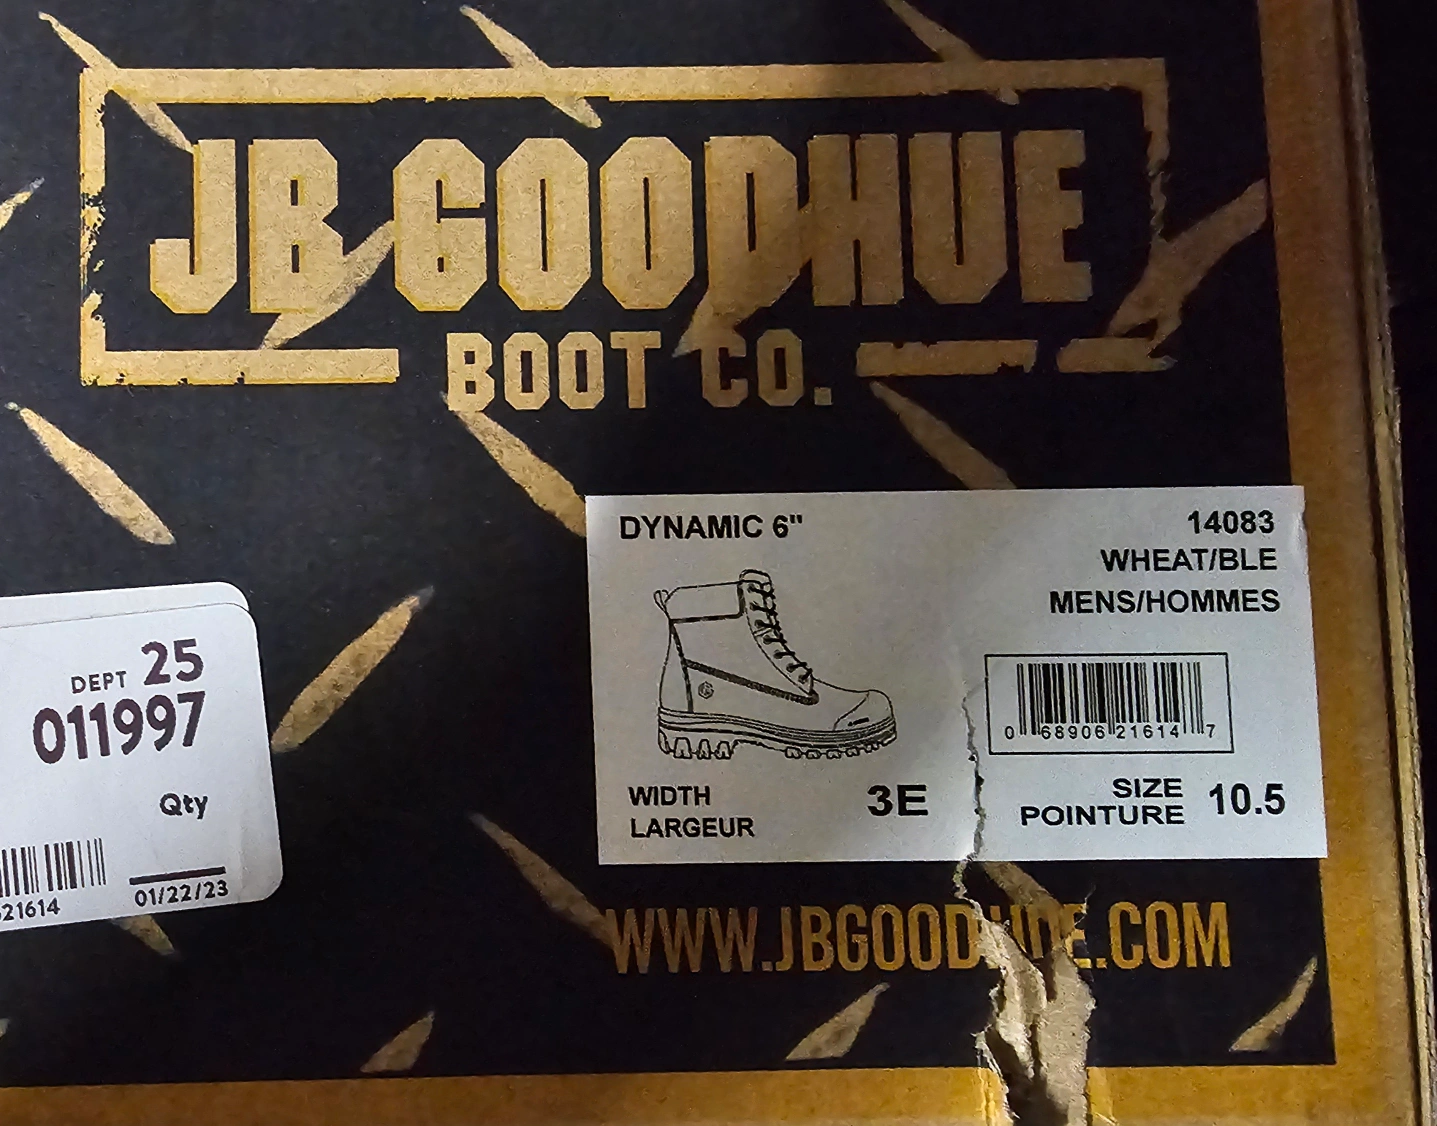 JB GOODHUE
BOOT CO.
DYNAMIC 6"
14083
WHEAT/BLE
MENS/HOMMES
0 68906 21614 7
WIDTH
LARGEUR
3E
SIZE
POINTURE
10.5
DEPT 25
011997
Qty
01/22/23
21614
WWW.JBGOODHUE.COM